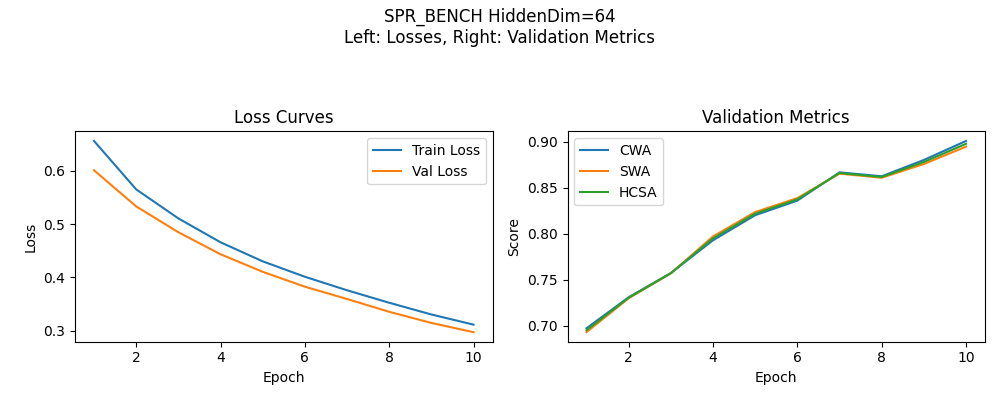 SPR_BENCH HiddenDim=64
Left: Losses, Right: Validation Metrics
Loss Curves
Train Loss
Val Loss
0.6
0.5
0.4
0.3
Loss
2
4
6
8
10
Epoch
Validation Metrics
CWA
SWA
HCSA
0.90
0.85
0.80
0.75
0.70
Score
2
4
6
8
10
Epoch